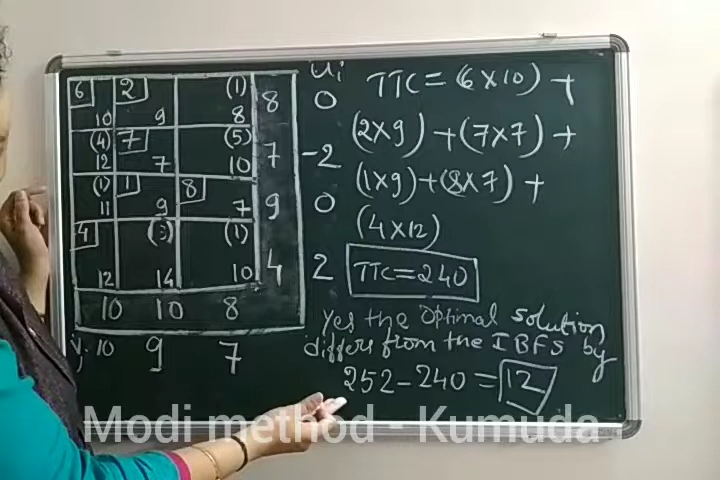 ui
6 2 (1) 8 0
10 9 8
(4) 7 (5) 7 -2
12 7 10
(1) 1 8 9 0
11 9 7
4 (3) (1) 4 2
12 14 10
10 10 8
vj 10 9 7
TTC = (6 X 10) +
(2 X 9) + (7 X 7) +
(1 X 9) + (8 X 7) +
(4 X 12)
TTC = 240
Yes the Optimal solution
differs from the IBFS by
252 - 240 = 12
Modi method - Kumuda